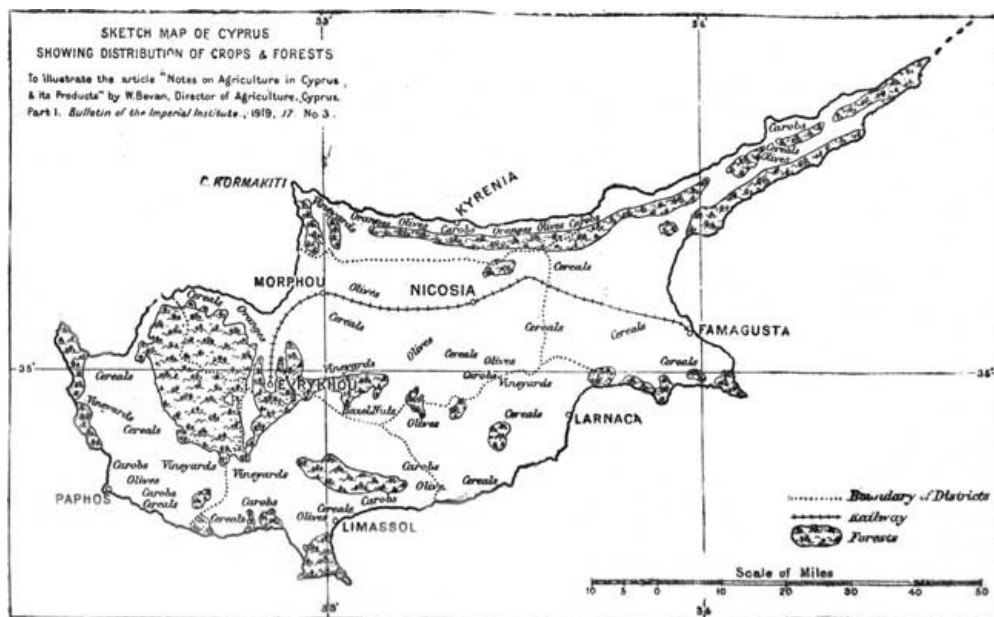 SKETCH MAP OF CYPRUS
SHOWING DISTRIBUTION OF CROPS & FORESTS
To illustrate the article "Notes on Agriculture in Cyprus
& its Products" by W. Bevan, Director of Agriculture, Cyprus.
Part I. Bulletin of the Imperial Institute, 1919, 17. No 3.
33°
34°
C. KORMAKITI
KYRENIA
Carobs
Cereals
Olives
Vineyards
Oranges Olives
Carobs
Oranges Olives
Cereals
MORPHOU
Olives
NICOSIA
Cereals
Cereals
Oranges
Cereals
Cereals
Cereals
FAMAGUSTA
35°
Cereals
EVRYKHOU
Vineyards
Olives
Cereals
Olives
Carobs
Vineyards
Cereals
35°
Hazel Nuts
Olives
Cereals
LARNACA
Vineyards
Cereals
Carobs
Vineyards
Vineyards
Olives
Carobs
Cereals
PAPHOS
Carobs
Olives
Cereals
Cereals
Carobs
Carobs
Cereals
Olives
LIMASSOL
Boundary of Districts
Railway
Forests
Scale of Miles
10 5 0 10 20 30 40 50
33°
34